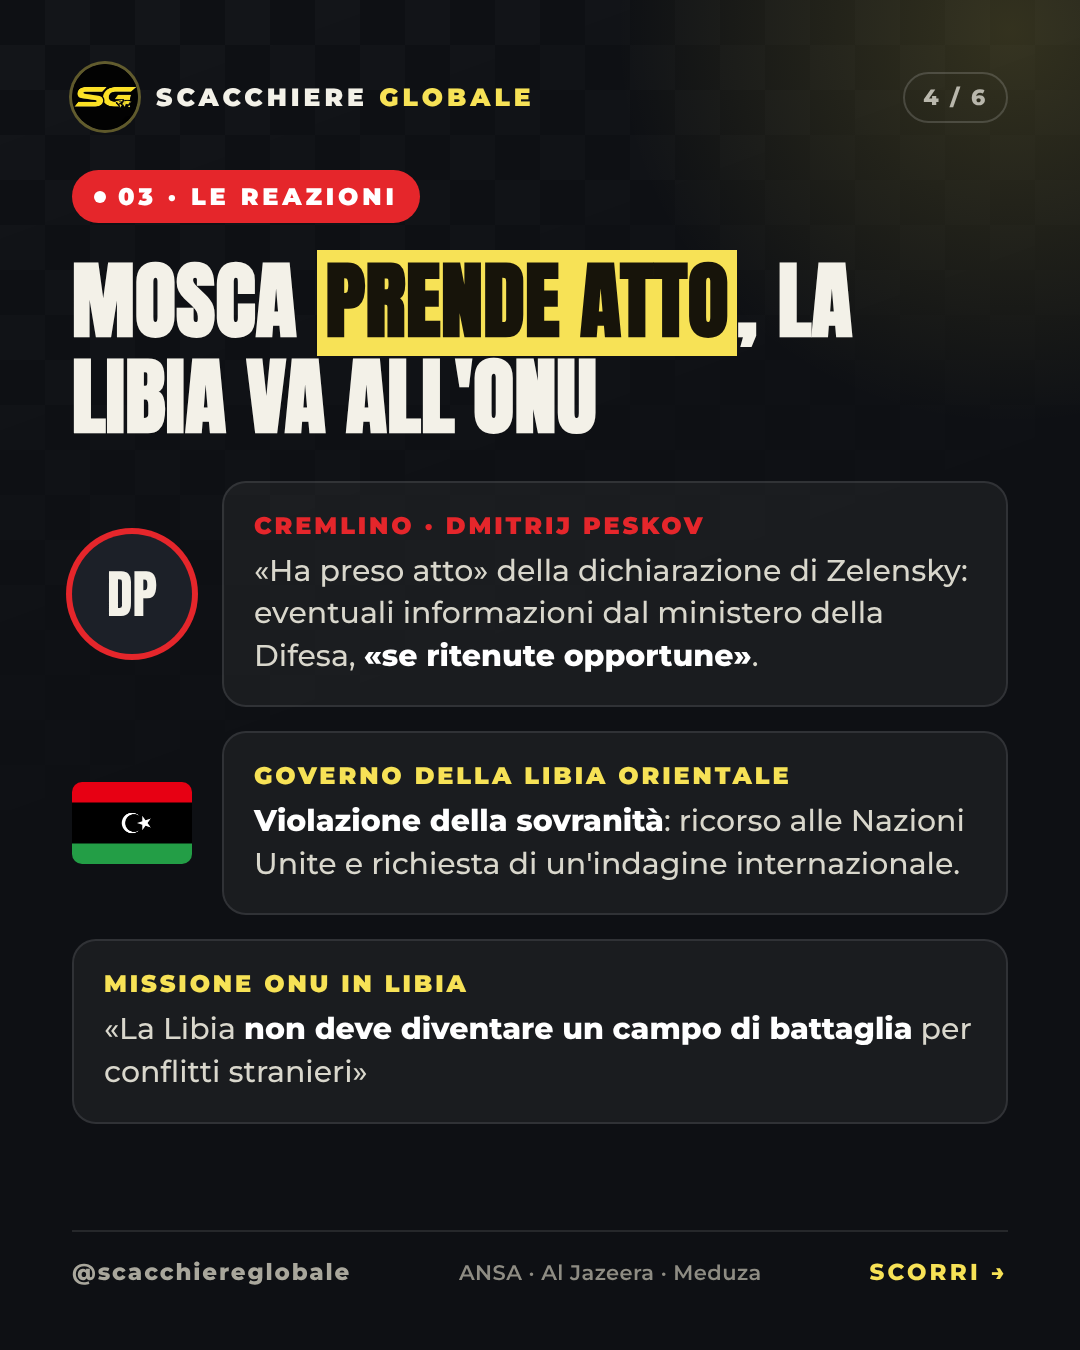 SG
SCACCHIERE GLOBALE
4 / 6
03 · LE REAZIONI
MOSCA PRENDE ATTO, LA
LIBIA VA ALL'ONU
DP
CREMLINO · DMITRIJ PESKOV
«Ha preso atto» della dichiarazione di Zelensky:
eventuali informazioni dal ministero della
Difesa, «se ritenute opportune».
GOVERNO DELLA LIBIA ORIENTALE
Violazione della sovranità: ricorso alle Nazioni
Unite e richiesta di un'indagine internazionale.
MISSIONE ONU IN LIBIA
«La Libia non deve diventare un campo di battaglia per
conflitti stranieri»
@scacchiereglobale
ANSA · Al Jazeera · Meduza
SCORRI →